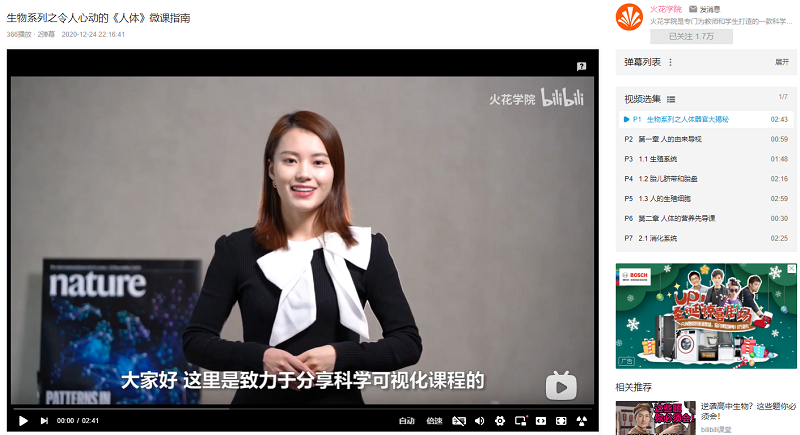 生物系列之令人心动的《人体》微课指南
366播放 · 2弹幕 2020-12-24 22:16:41
火花学院 bilibili
nature
PATTERNS IN
大家好 这里是致力于分享科学可视化课程的
00:00 / 02:41
自动 倍速
火花学院 发消息
火花学院是专门为教师和学生打造的一款科学...
已关注 1.7万
弹幕列表 展开
视频选集 1/7
P1 生物系列之人体器官大揭秘 02:43
P2 第一章 人的由来导视 00:59
P3 1.1 生殖系统 01:48
P4 1.2 胎儿脐带和胎盘 02:16
P5 1.3 人的生殖细胞 02:59
P6 第二章 人体的营养先导课 00:30
P7 2.1 消化系统 02:25
BOSCH
广告
相关推荐
逆袭高中生物？这些题你必须会！
bilibili课堂